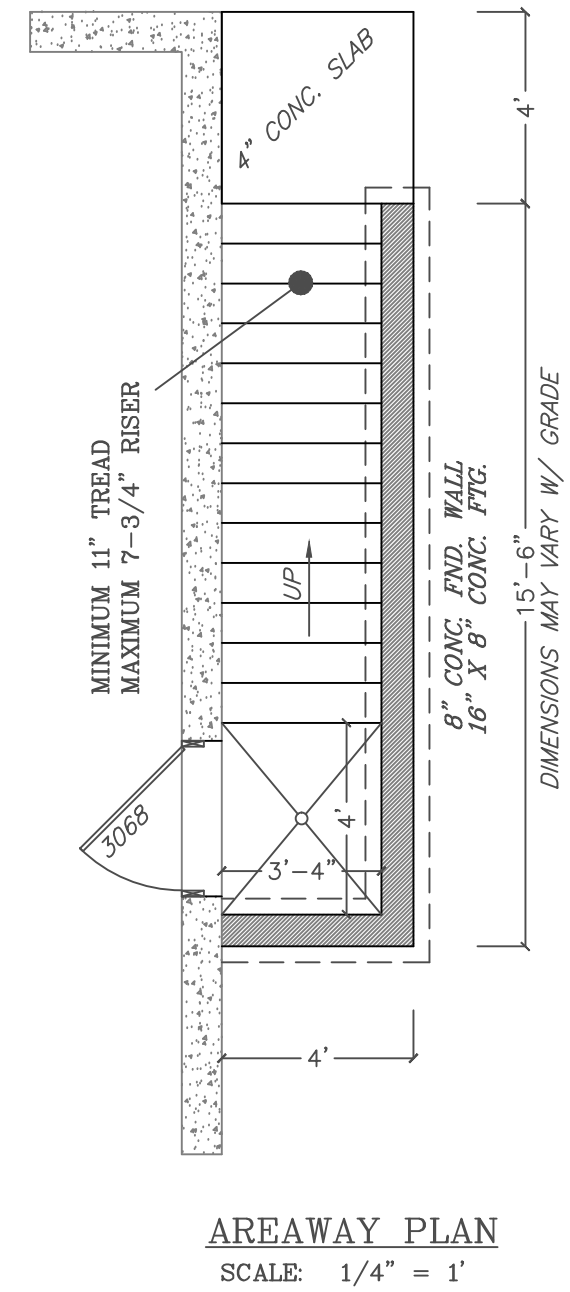 4" CONC. SLAB
4'
MINIMUM 11" TREAD
MAXIMUM 7-3/4" RISER
UP
8" CONC. FND. WALL
16" X 8" CONC. FTG.
15'-6"
DIMENSIONS MAY VARY W/ GRADE
3068
4'
3'-4"
4'
AREAWAY PLAN
SCALE: 1/4" = 1'